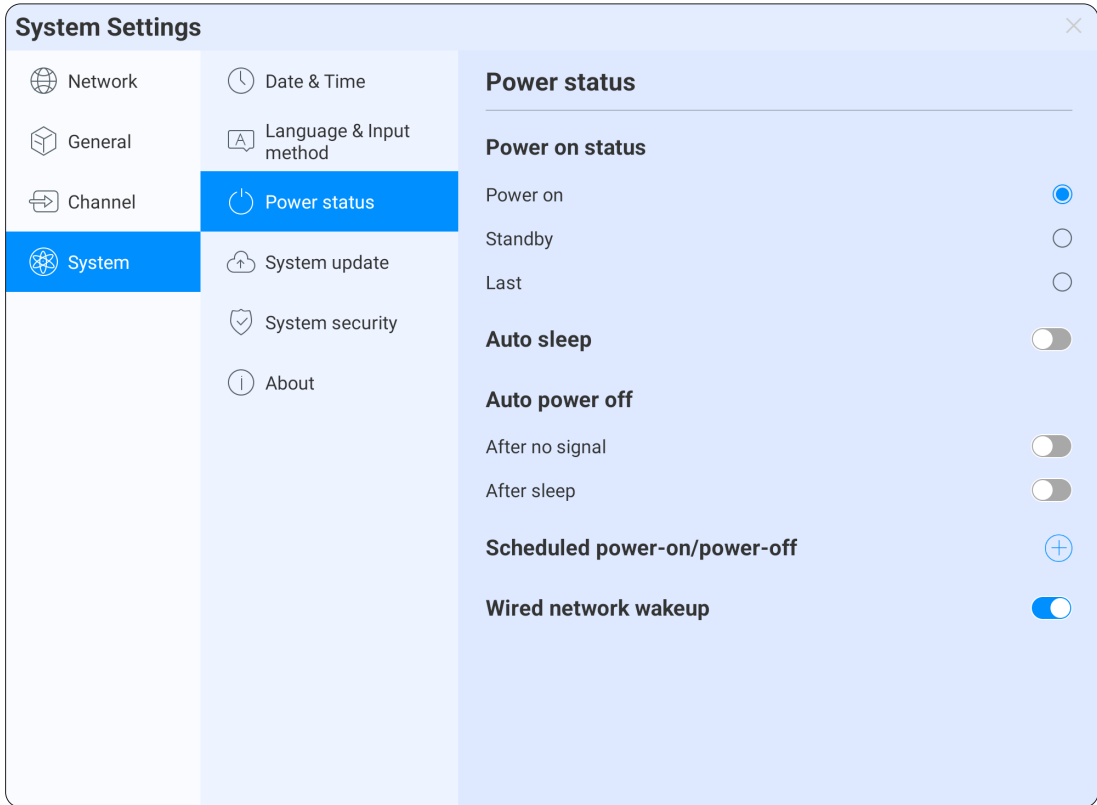 System Settings
Network
General
Channel
System
Date & Time
A
Language & Input
method
Power status
System update
System security
About
Power status
Power on status
Power on
Standby
Last
Auto sleep
Auto power off
After no signal
After sleep
Scheduled power-on/power-off
Wired network wakeup